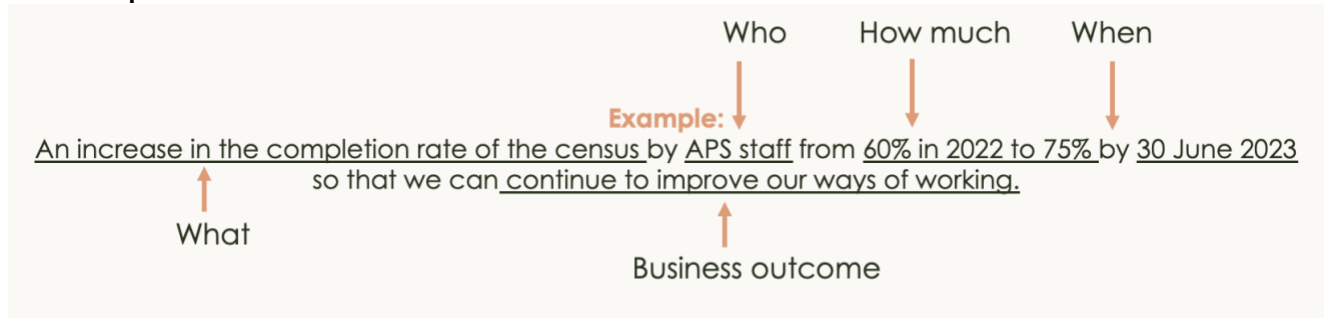 Who How much When
Example:
An increase in the completion rate of the census by APS staff from 60% in 2022 to 75% by 30 June 2023
so that we can continue to improve our ways of working.
What
Business outcome